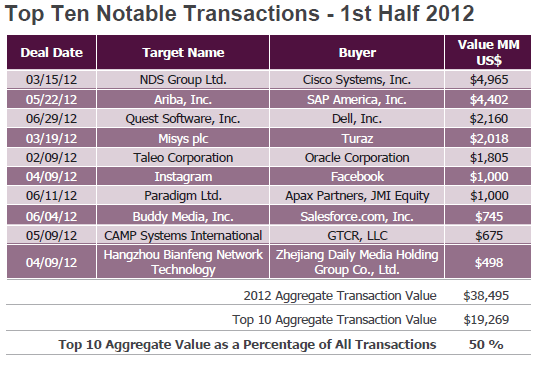 Top Ten Notable Transactions - 1st Half 2012
Deal Date Target Name Buyer Value MM US$
03/15/12 NDS Group Ltd. Cisco Systems, Inc. $4,965
05/22/12 Ariba, Inc. SAP America, Inc. $4,402
06/29/12 Quest Software, Inc. Dell, Inc. $2,160
03/19/12 Misys plc Turaz $2,018
02/09/12 Taleo Corporation Oracle Corporation $1,805
04/09/12 Instagram Facebook $1,000
06/11/12 Paradigm Ltd. Apax Partners, JMI Equity $1,000
06/04/12 Buddy Media, Inc. Salesforce.com, Inc. $745
05/09/12 CAMP Systems International GTCR, LLC $675
04/09/12 Hangzhou Bianfeng Network Technology Zhejiang Daily Media Holding Group Co., Ltd. $498
2012 Aggregate Transaction Value $38,495
Top 10 Aggregate Transaction Value $19,269
Top 10 Aggregate Value as a Percentage of All Transactions 50 %